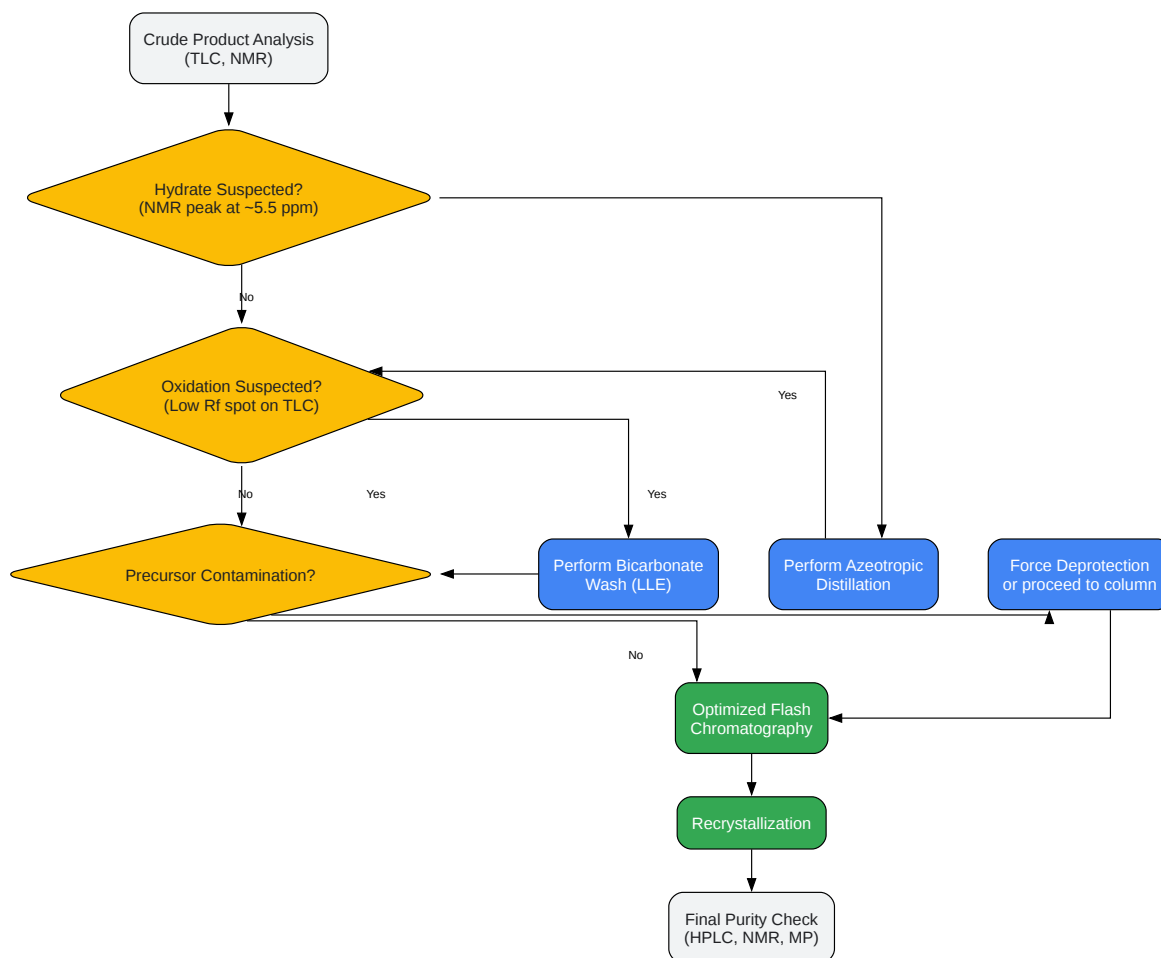 Crude Product Analysis
(TLC, NMR)
Hydrate Suspected?
(NMR peak at ~5.5 ppm)
No
Oxidation Suspected?
(Low Rf spot on TLC)
Yes
No
Yes
Yes
Precursor Contamination?
Perform Bicarbonate
Wash (LLE)
Perform Azeotropic
Distillation
Force Deprotection
or proceed to column
No
Optimized Flash
Chromatography
Recrystallization
Final Purity Check
(HPLC, NMR, MP)